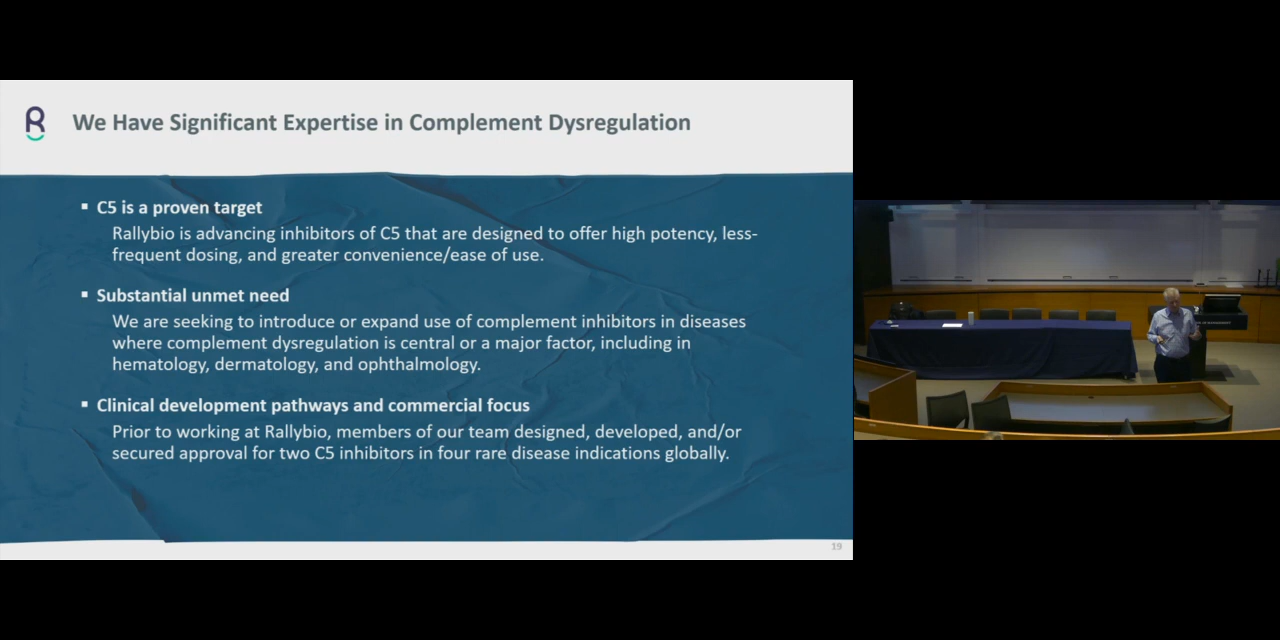 We Have Significant Expertise in Complement Dysregulation
▪ C5 is a proven target
Rallybio is advancing inhibitors of C5 that are designed to offer high potency, less-
frequent dosing, and greater convenience/ease of use.
▪ Substantial unmet need
We are seeking to introduce or expand use of complement inhibitors in diseases
where complement dysregulation is central or a major factor, including in
hematology, dermatology, and ophthalmology.
▪ Clinical development pathways and commercial focus
Prior to working at Rallybio, members of our team designed, developed, and/or
secured approval for two C5 inhibitors in four rare disease indications globally.
19